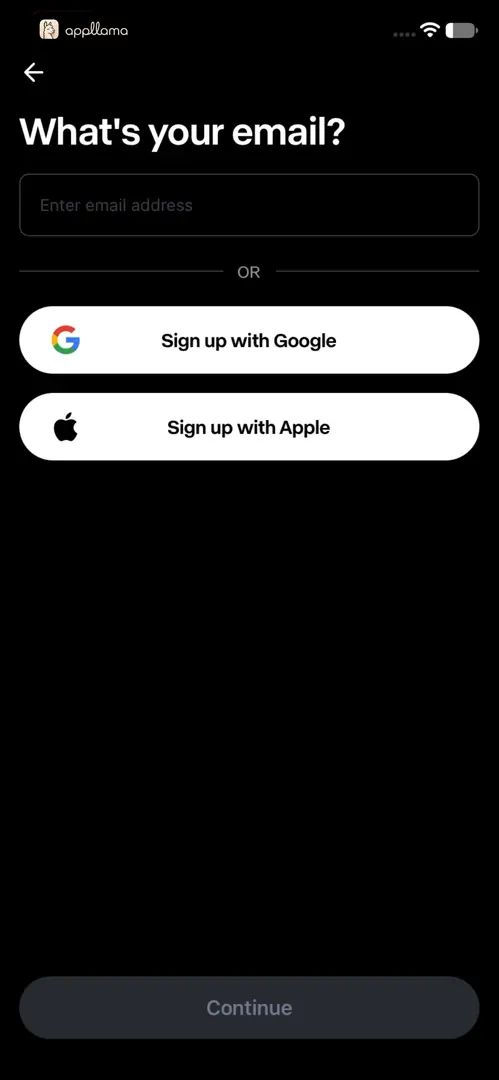 appllama
What's your email?
Enter email address
OR
Sign up with Google
Sign up with Apple
Continue